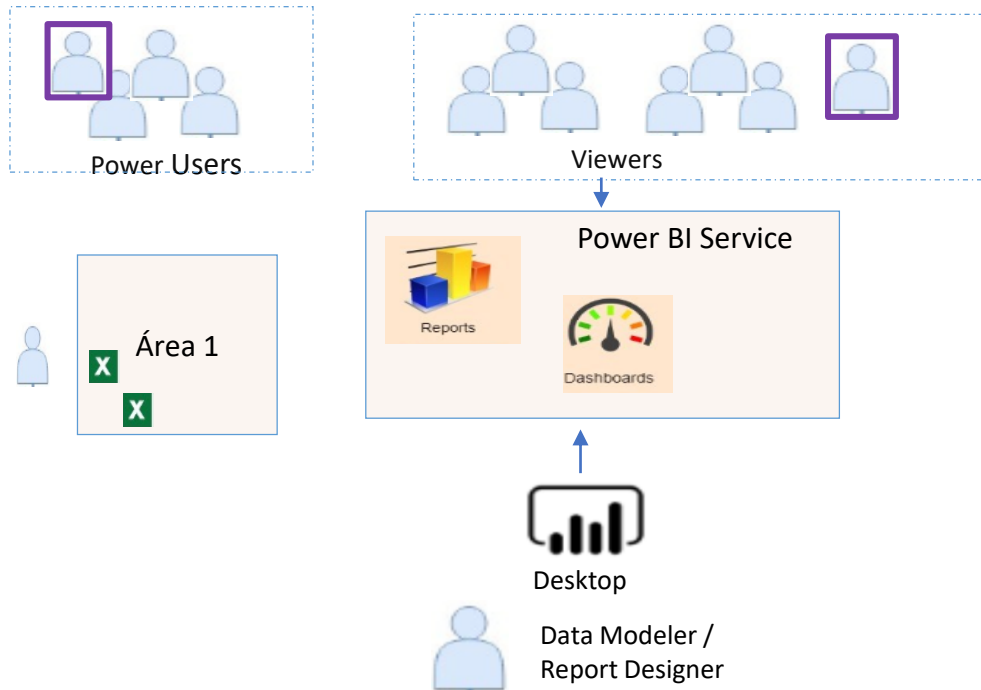 Power Users
Viewers
Power BI Service
Reports
Dashboards
Área 1
X
X
Desktop
Data Modeler /
Report Designer